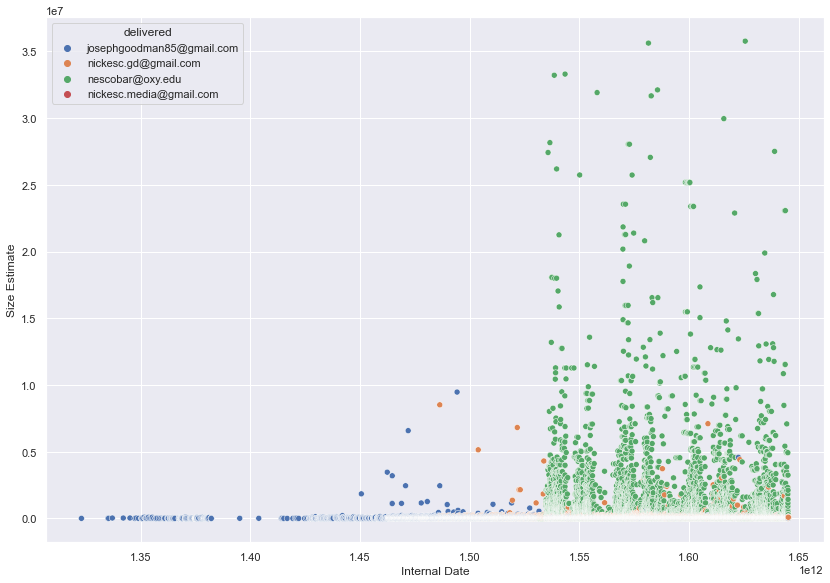 1e7
delivered
josephgoodman85@gmail.com
nickesc.gd@gmail.com
nescobar@oxy.edu
nickesc.media@gmail.com
3.5
3.0
2.5
2.0
1.5
1.0
0.5
0.0
Size Estimate
1.35
1.40
1.45
1.50
1.55
1.60
1.65
Internal Date
1e12